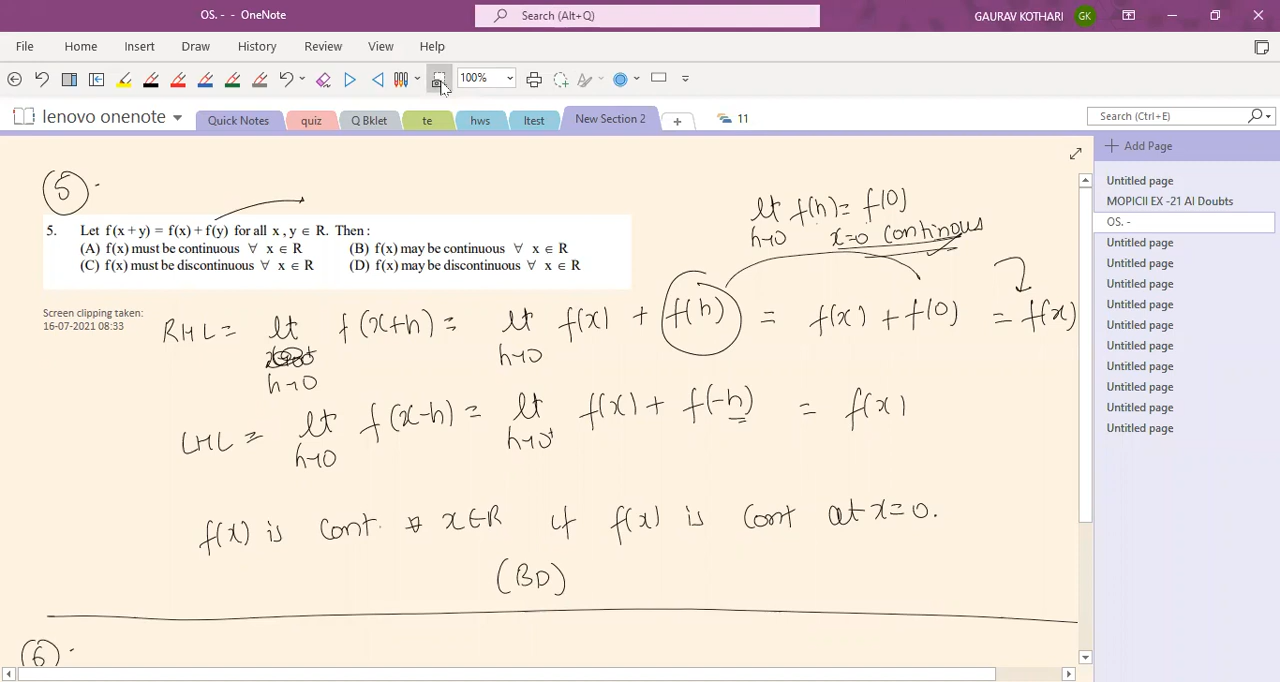 OS. - - OneNote
Search (Alt+Q)
GAURAV KOTHARI
GK
File Home Insert Draw History Review View Help
100%
lenovo onenote
Quick Notes quiz Q Bklet te hws ltest New Section 2 + 11
Search (Ctrl+E)
Add Page
Untitled page
MOPICII EX -21 AI Doubts
OS. -
Untitled page
Untitled page
Untitled page
Untitled page
Untitled page
Untitled page
Untitled page
Untitled page
Untitled page
Untitled page
5.
5. Let f(x + y) = f(x) + f(y) for all x , y ∈ R. Then :
(A) f(x) must be continuous ∀ x ∈ R (B) f(x) may be continuous ∀ x ∈ R
(C) f(x) must be discontinuous ∀ x ∈ R (D) f(x) may be discontinuous ∀ x ∈ R
Screen clipping taken:
16-07-2021 08:33
lt f(h) = f(0)
h→0 x=0 continuous
RHL = lt f(x+h) = lt f(x) + f(h) = f(x) + f(0) = f(x)
h→0 h→0
LHL = lt f(x-h) = lt f(x) + f(-h) = f(x)
h→0 h→0+
f(x) is cont. ∀ x∈R if f(x) is cont at x=0.
(BD)
6.